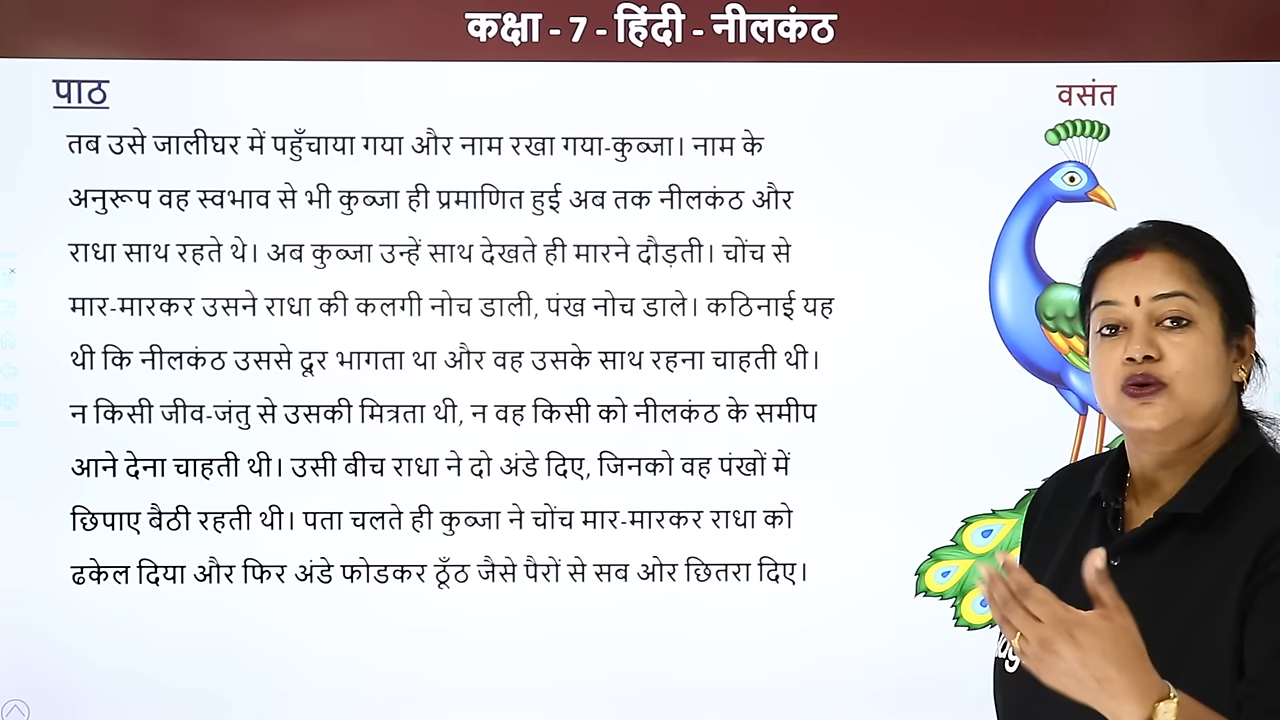 कक्षा - 7 - हिंदी - नीलकंठ
पाठ
वसंत
तब उसे जालीघर में पहुँचाया गया और नाम रखा गया-कुब्जा। नाम के
अनुरूप वह स्वभाव से भी कुब्जा ही प्रमाणित हुई अब तक नीलकंठ और
राधा साथ रहते थे। अब कुब्जा उन्हें साथ देखते ही मारने दौड़ती। चोंच से
मार-मारकर उसने राधा की कलगी नोच डाली, पंख नोच डाले। कठिनाई यह
थी कि नीलकंठ उससे दूर भागता था और वह उसके साथ रहना चाहती थी।
न किसी जीव-जंतु से उसकी मित्रता थी, न वह किसी को नीलकंठ के समीप
आने देना चाहती थी। उसी बीच राधा ने दो अंडे दिए, जिनको वह पंखों में
छिपाए बैठी रहती थी। पता चलते ही कुब्जा ने चोंच मार-मारकर राधा को
ढकेल दिया और फिर अंडे फोडकर ठूँठ जैसे पैरों से सब ओर छितरा दिए।